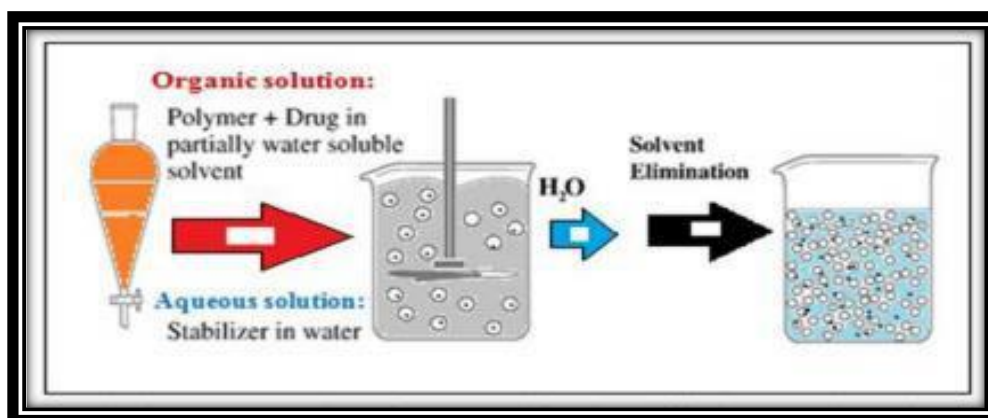 Organic solution:
Polymer + Drug in
partially water soluble
solvent
Aqueous solution:
Stabilizer in water
H₂O
Solvent
Elimination